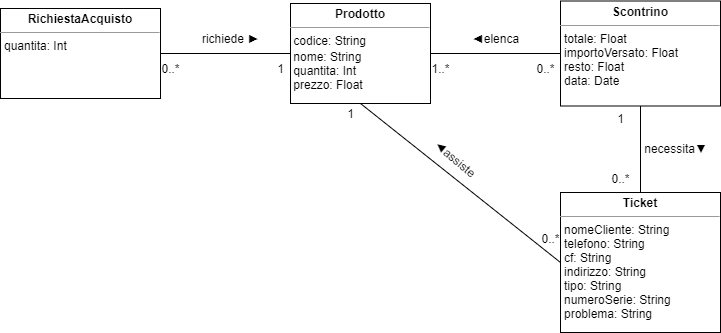 RichiestaAcquisto
quantita: Int
richiede ►
0..*
1
Prodotto
codice: String
nome: String
quantita: Int
prezzo: Float
◄elenca
1..*
0..*
Scontrino
totale: Float
importoVersato: Float
resto: Float
data: Date
1
necessita▼
0..*
1
◄assiste
0..*
Ticket
nomeCliente: String
telefono: String
cf: String
indirizzo: String
tipo: String
numeroSerie: String
problema: String